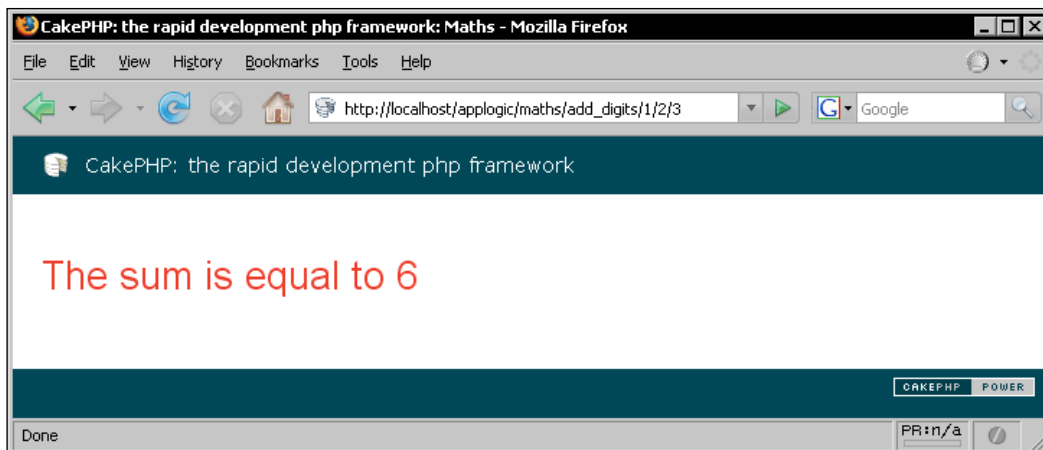 CakePHP: the rapid development php framework: Maths - Mozilla Firefox
File Edit View History Bookmarks Tools Help
http://localhost/applogic/maths/add_digits/1/2/3 G Google
CakePHP: the rapid development php framework
The sum is equal to 6
CAKEPHP POWER
Done PR:n/a